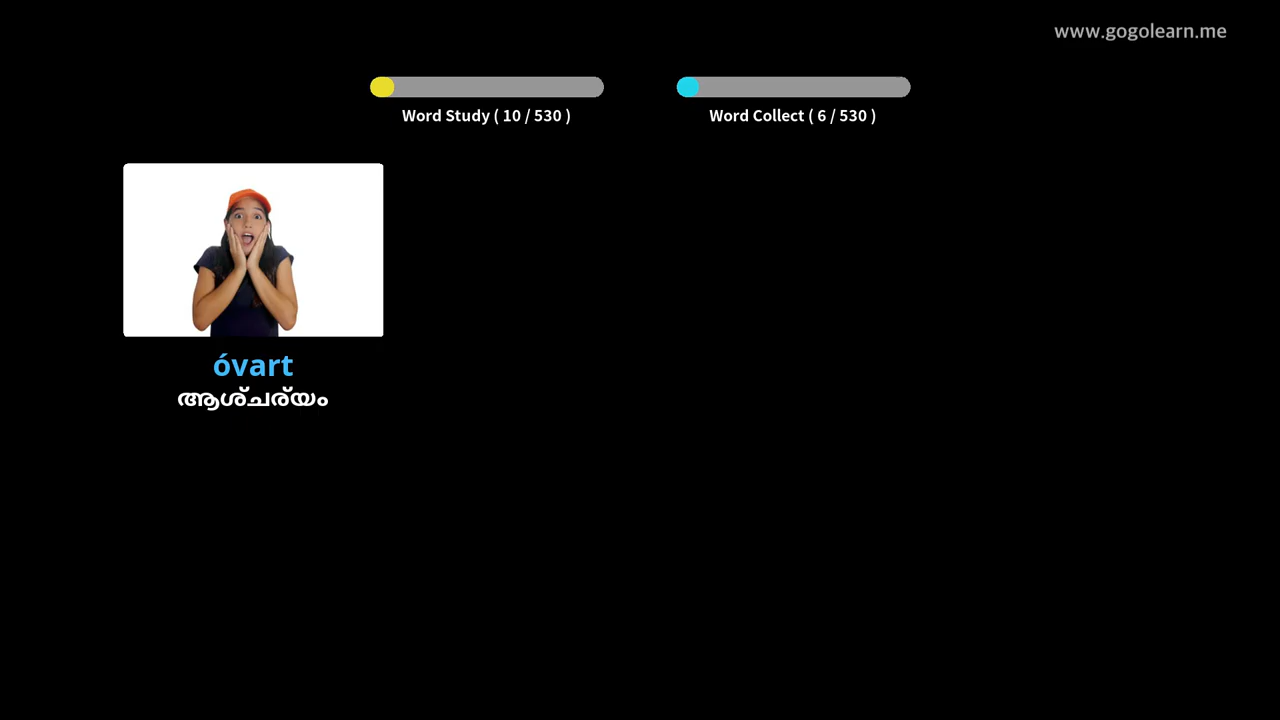 www.gogolearn.me
Word Study ( 10 / 530 )
Word Collect ( 6 / 530 )
óvart
ആശ്ചര്യം